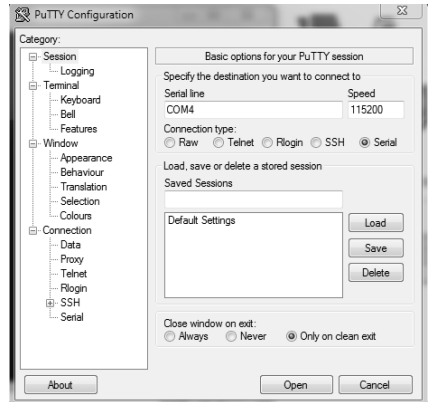 PuTTY Configuration
Category:
Session
Logging
Terminal
Keyboard
Bell
Features
Window
Appearance
Behaviour
Translation
Selection
Colours
Connection
Data
Proxy
Telnet
Rlogin
SSH
Serial
Basic options for your PuTTY session
Specify the destination you want to connect to
Serial line Speed
COM4 115200
Connection type:
Raw Telnet Rlogin SSH Serial
Load, save or delete a stored session
Saved Sessions
Default Settings
Load
Save
Delete
Close window on exit:
Always Never Only on clean exit
About Open Cancel